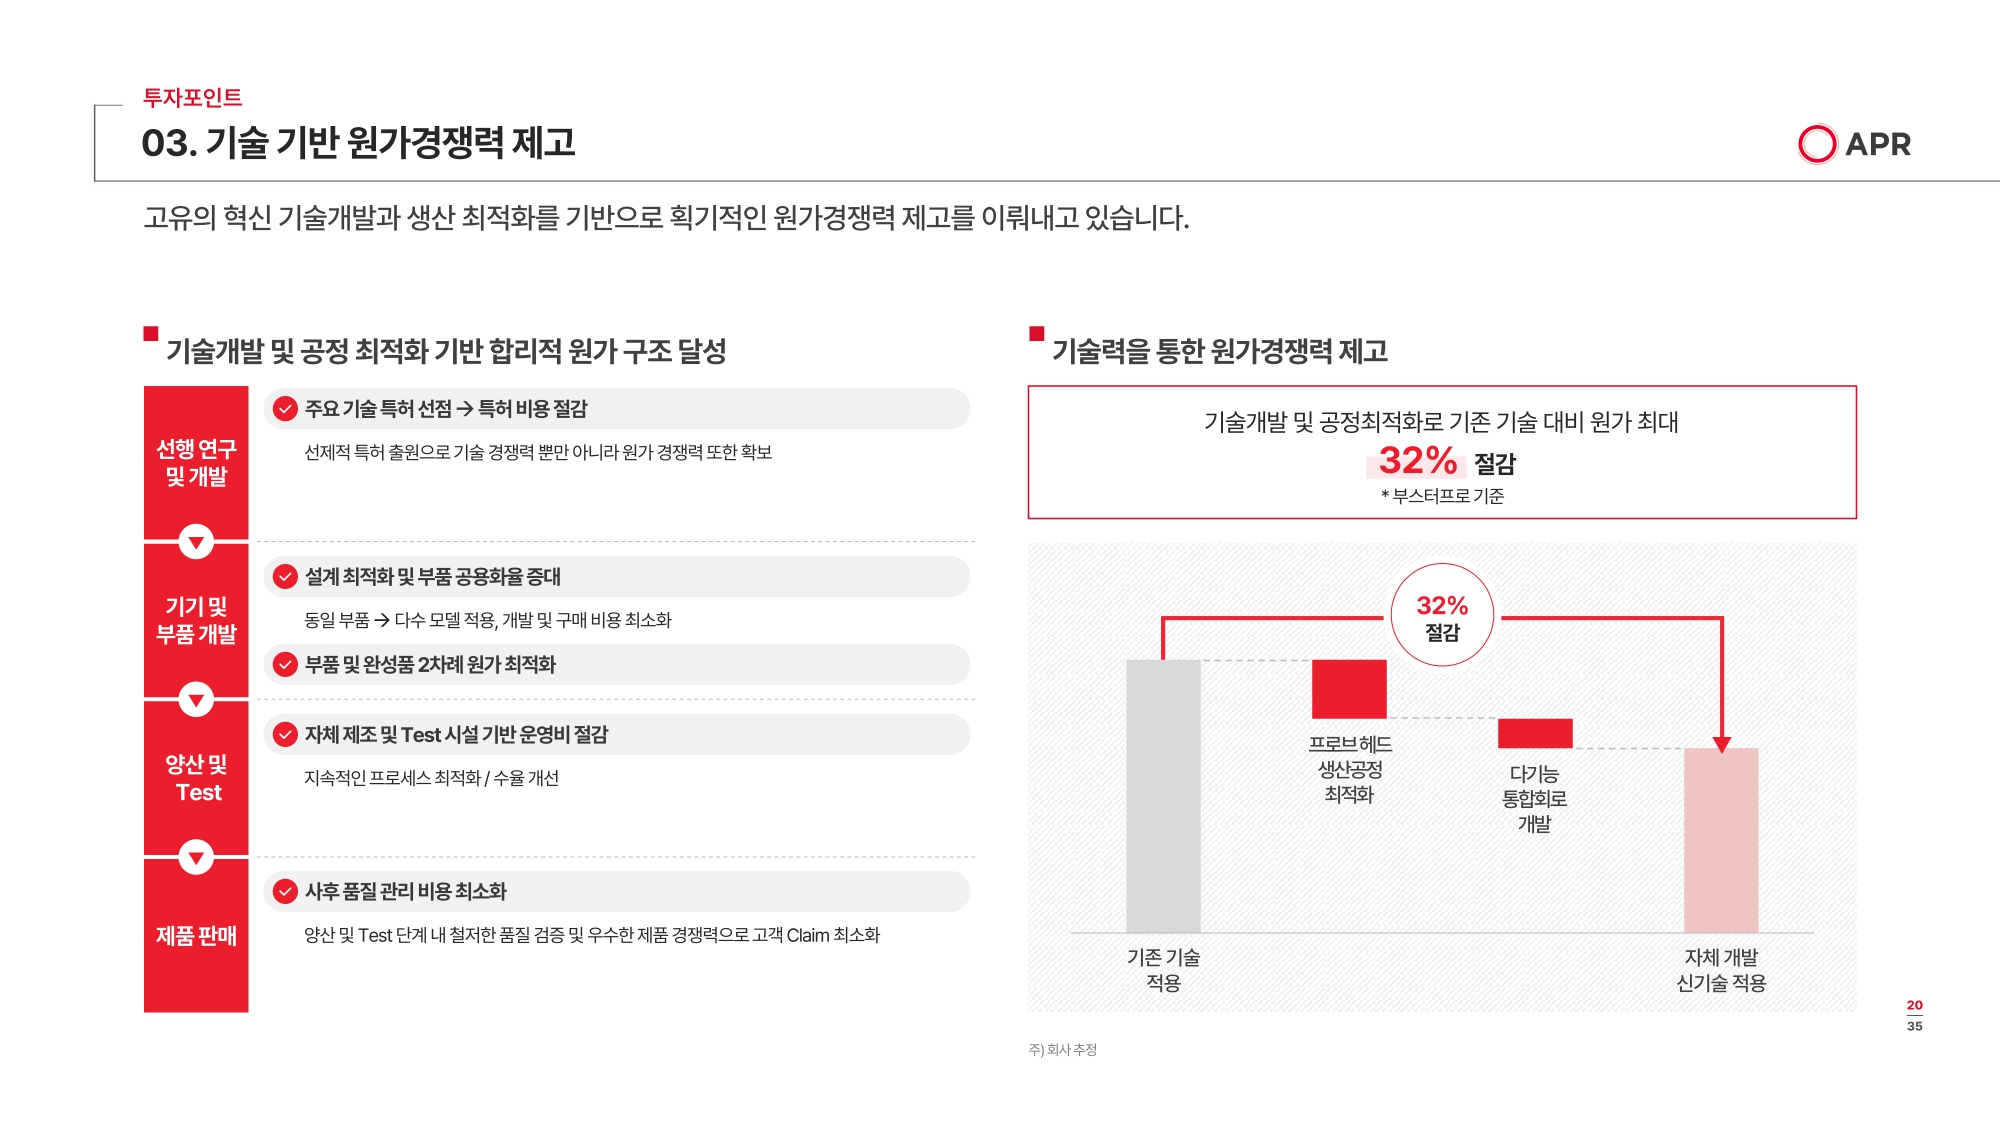 투자포인트
03. 기술 기반 원가경쟁력 제고
APR
고유의 혁신 기술개발과 생산 최적화를 기반으로 획기적인 원가경쟁력 제고를 이뤄내고 있습니다.
기술개발 및 공정 최적화 기반 합리적 원가 구조 달성
선행 연구
및 개발
주요 기술 특허 선점 → 특허 비용 절감
선제적 특허 출원으로 기술 경쟁력 뿐만 아니라 원가 경쟁력 또한 확보
기기 및
부품 개발
설계 최적화 및 부품 공용화율 증대
동일 부품 → 다수 모델 적용, 개발 및 구매 비용 최소화
부품 및 완성품 2차례 원가 최적화
양산 및
Test
자체 제조 및 Test 시설 기반 운영비 절감
지속적인 프로세스 최적화 / 수율 개선
제품 판매
사후 품질 관리 비용 최소화
양산 및 Test 단계 내 철저한 품질 검증 및 우수한 제품 경쟁력으로 고객 Claim 최소화
기술력을 통한 원가경쟁력 제고
기술개발 및 공정최적화로 기존 기술 대비 원가 최대
32% 절감
* 부스터프로 기준
32%
절감
프로브 헤드
생산공정
최적화
다기능
통합회로
개발
기존 기술
적용
자체 개발
신기술 적용
주) 회사 추정
20
35